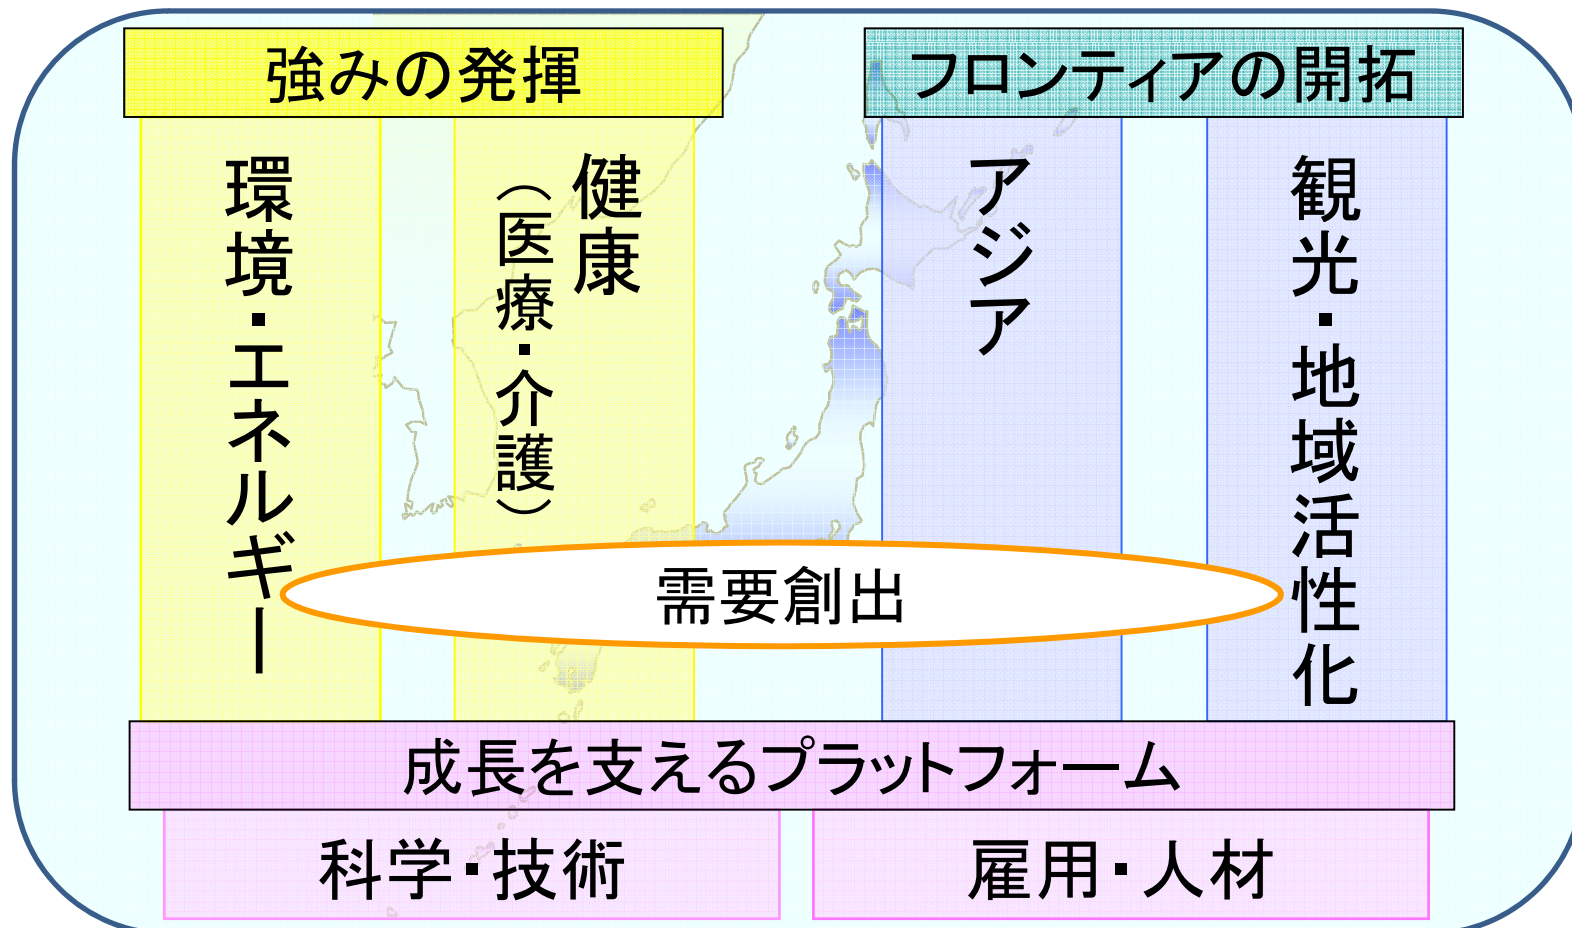 強みの発揮
フロンティアの開拓
環境・エネルギー
健康
（医療・介護）
アジア
観光・地域活性化
需要創出
成長を支えるプラットフォーム
科学・技術
雇用・人材